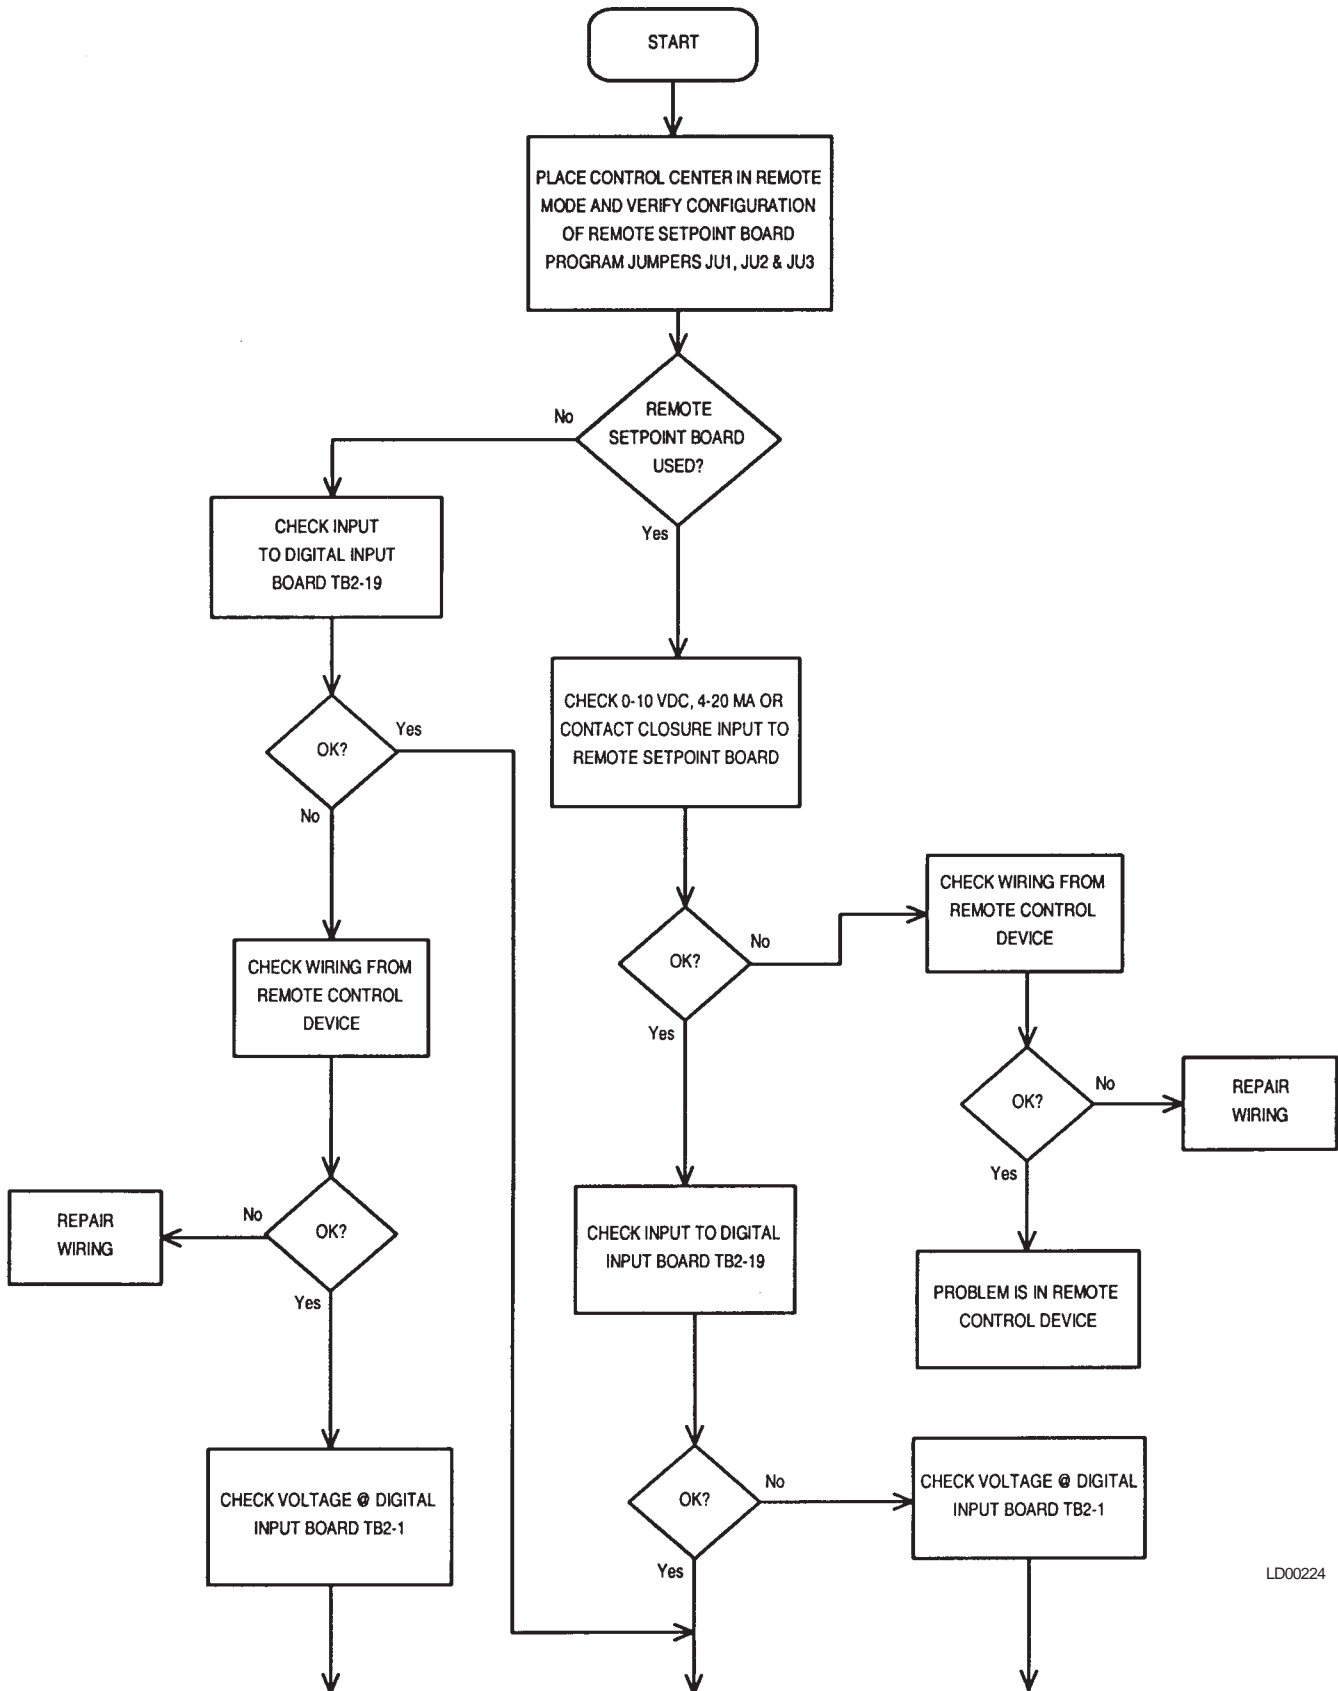 START
PLACE CONTROL CENTER IN REMOTE
MODE AND VERIFY CONFIGURATION
OF REMOTE SETPOINT BOARD
PROGRAM JUMPERS JU1, JU2 & JU3
REMOTE
SETPOINT BOARD
USED?
No
Yes
CHECK INPUT
TO DIGITAL INPUT
BOARD TB2-19
OK?
Yes
No
CHECK 0-10 VDC, 4-20 MA OR
CONTACT CLOSURE INPUT TO
REMOTE SETPOINT BOARD
OK?
No
Yes
CHECK WIRING FROM
REMOTE CONTROL
DEVICE
CHECK WIRING FROM
REMOTE CONTROL
DEVICE
OK?
No
Yes
REPAIR
WIRING
OK?
No
Yes
REPAIR
WIRING
CHECK INPUT TO DIGITAL
INPUT BOARD TB2-19
PROBLEM IS IN REMOTE
CONTROL DEVICE
CHECK VOLTAGE @ DIGITAL
INPUT BOARD TB2-1
OK?
No
Yes
CHECK VOLTAGE @ DIGITAL
INPUT BOARD TB2-1
LD00224